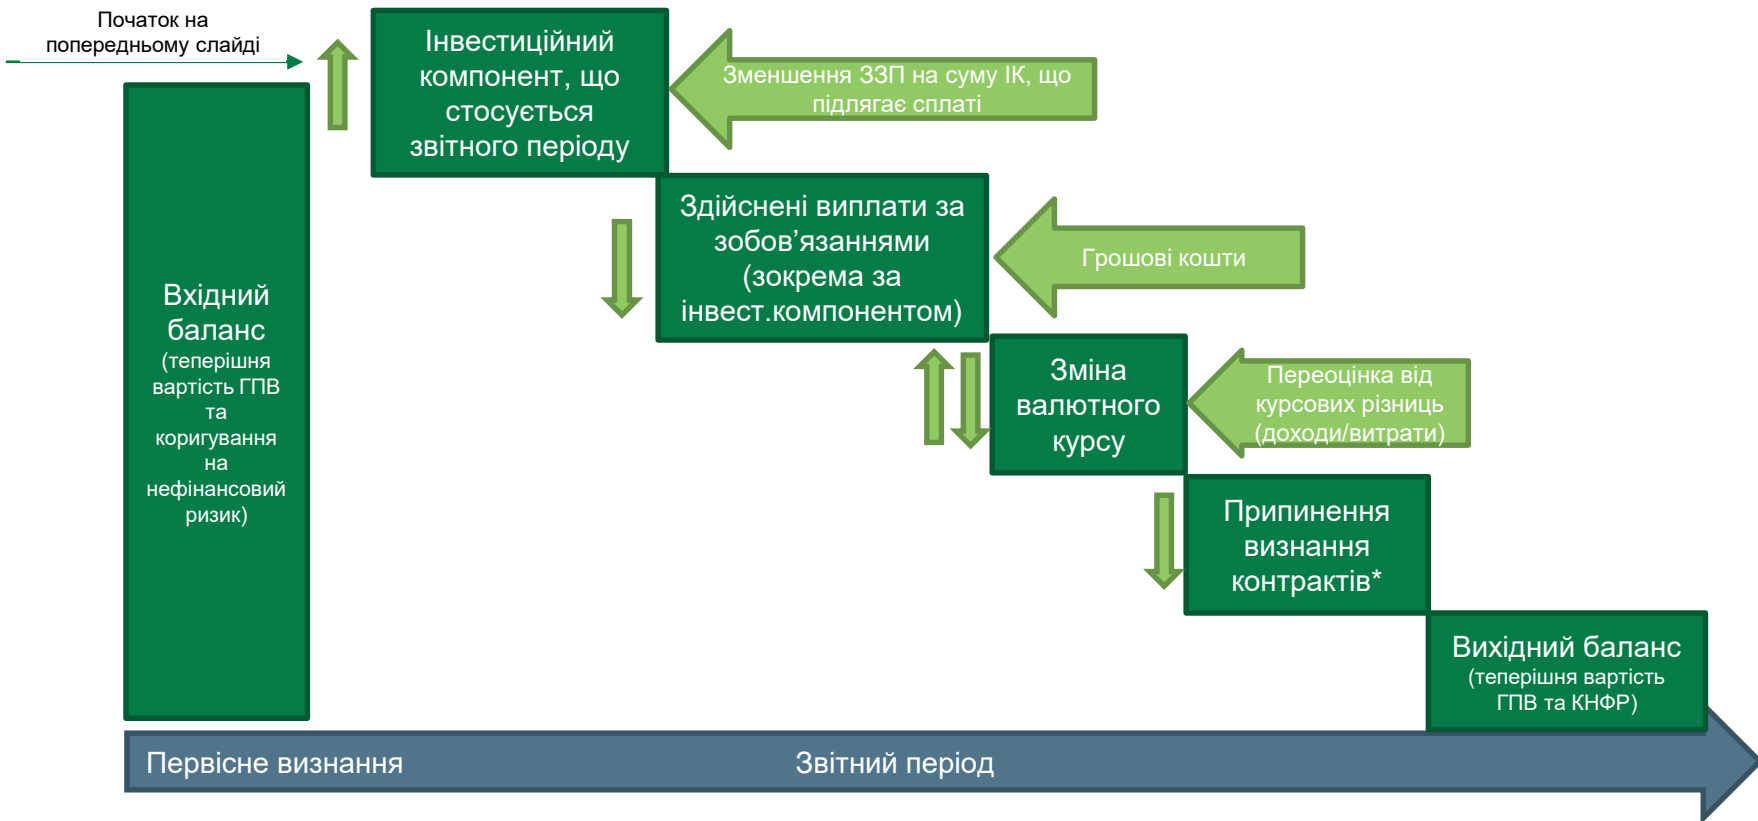 Початок на
попередньому слайді
Інвестиційний
компонент, що
стосується
звітного періоду
Зменшення ЗЗП на суму ІК, що
підлягає сплаті
Здійснені виплати за
зобов’язаннями
(зокрема за
інвест.компонентом)
Грошові кошти
Вхідний
баланс
(теперішня
вартість ГПВ
та
коригування
на
нефінансовий
ризик)
Зміна
валютного
курсу
Переоцінка від
курсових різниць
(доходи/витрати)
Припинення
визнання
контрактів*
Вихідний баланс
(теперішня вартість
ГПВ та КНФР)
Первісне визнання
Звітний період